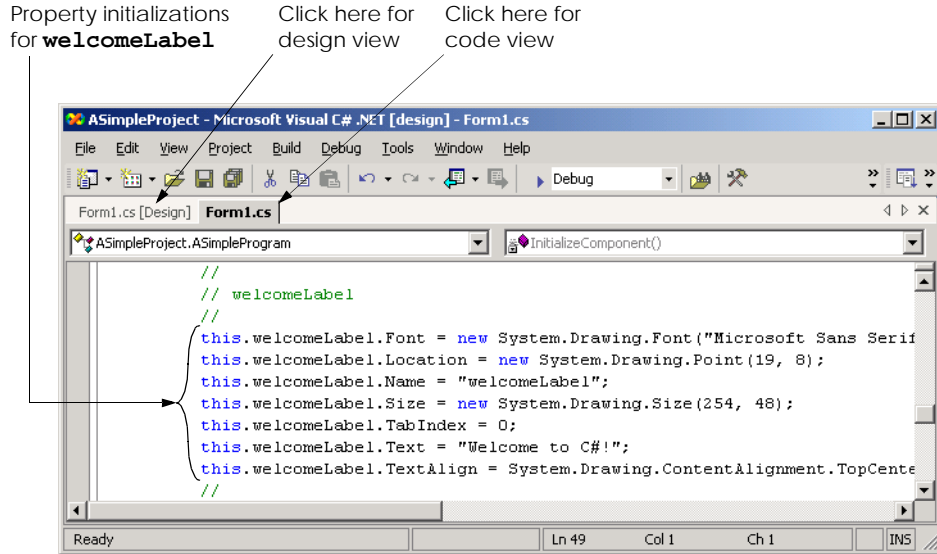 Property initializations
for welcomeLabel
Click here for
design view
Click here for
code view
ASimpleProject - Microsoft Visual C# .NET [design] - Form1.cs
File Edit View Project Build Debug Tools Window Help
Debug
Form1.cs [Design] Form1.cs
ASimpleProject.ASimpleProgram
InitializeComponent()
//
// welcomeLabel
//
this.welcomeLabel.Font = new System.Drawing.Font("Microsoft Sans Serif
this.welcomeLabel.Location = new System.Drawing.Point(19, 8);
this.welcomeLabel.Name = "welcomeLabel";
this.welcomeLabel.Size = new System.Drawing.Size(254, 48);
this.welcomeLabel.TabIndex = 0;
this.welcomeLabel.Text = "Welcome to C#!";
this.welcomeLabel.TextAlign = System.Drawing.ContentAlignment.TopCente
//
Ready Ln 49 Col 1 Ch 1 INS